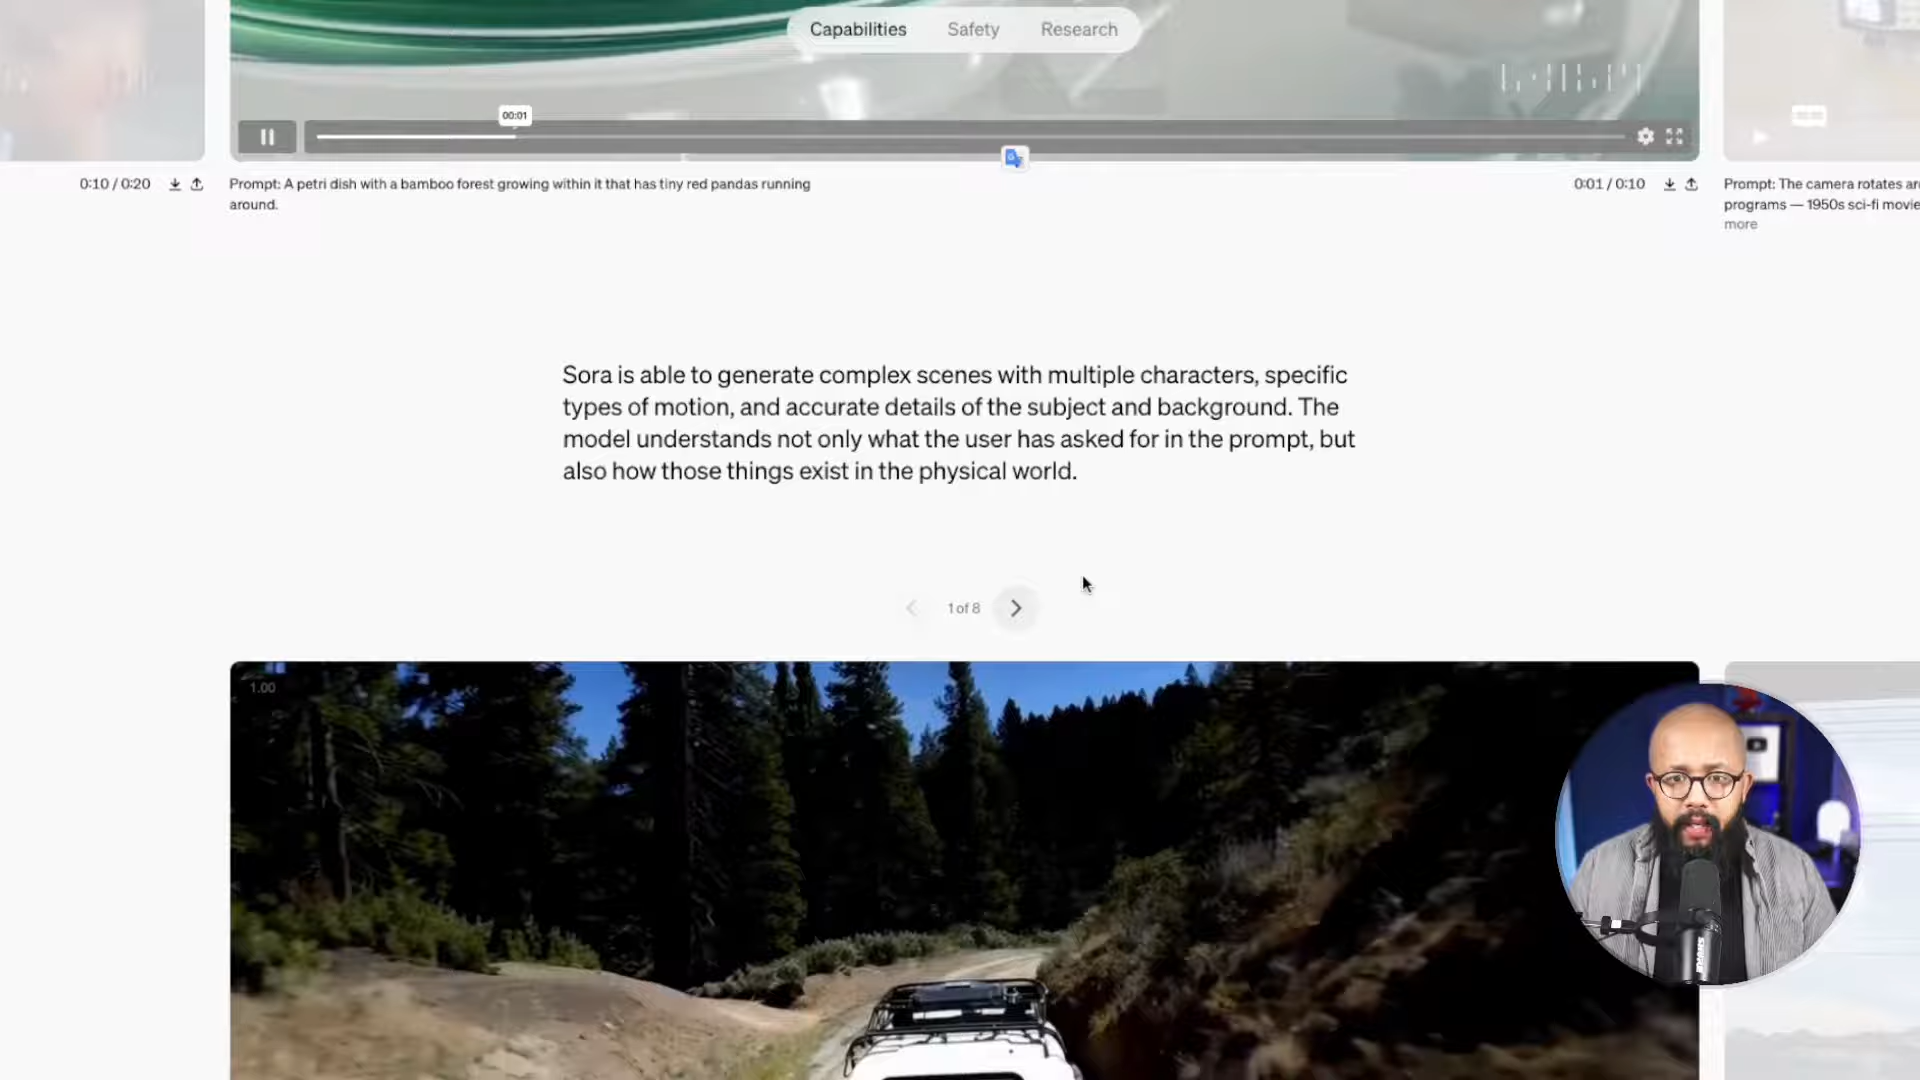 Capabilities Safety Research
00:01
0:10 / 0:20
Prompt: A petri dish with a bamboo forest growing within it that has tiny red pandas running
around.
0:01 / 0:10
Prompt: The camera rotates
programs — 1950s sci-fi movie
more
Sora is able to generate complex scenes with multiple characters, specific
types of motion, and accurate details of the subject and background. The
model understands not only what the user has asked for in the prompt, but
also how those things exist in the physical world.
1 of 8
1.00
SHURE